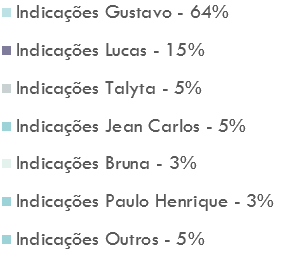 Indicações Gustavo - 64%
Indicações Lucas - 15%
Indicações Talyta - 5%
Indicações Jean Carlos - 5%
Indicações Bruna - 3%
Indicações Paulo Henrique - 3%
Indicações Outros - 5%